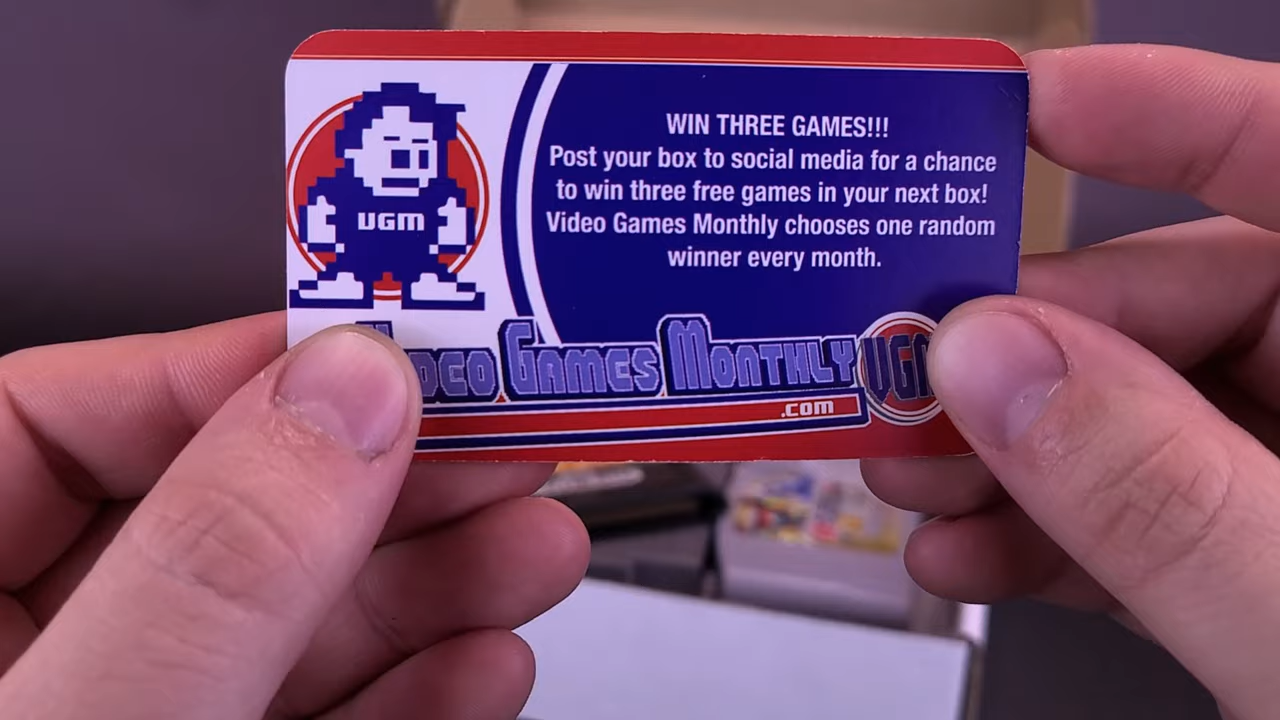 WIN THREE GAMES!!!
Post your box to social media for a chance
to win three free games in your next box!
Video Games Monthly chooses one random
winner every month.
VGM
Games Monthly
.com